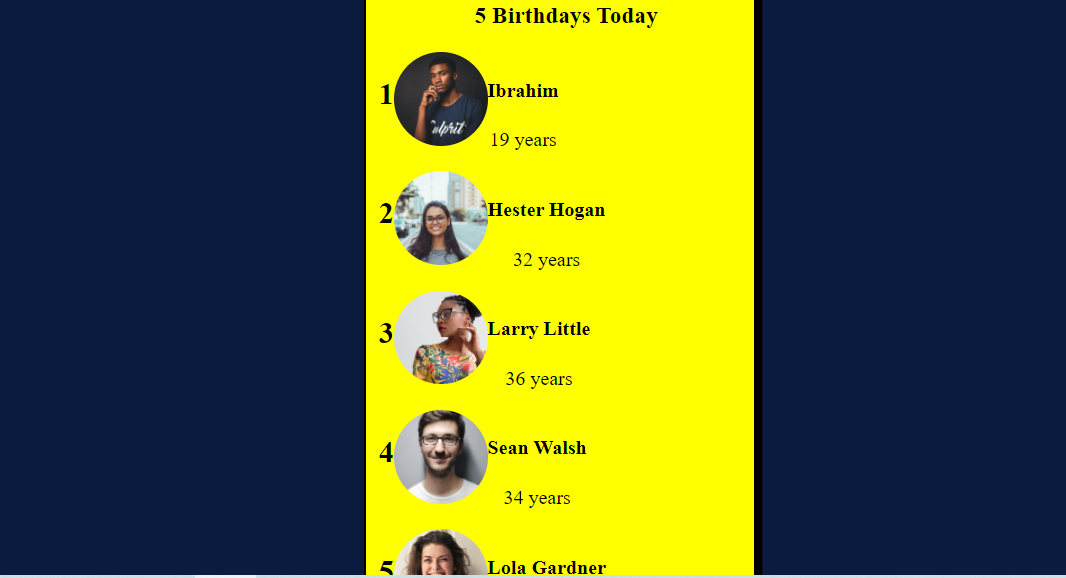 5 Birthdays Today
1
Ibrahim
19 years
2
Hester Hogan
32 years
3
Larry Little
36 years
4
Sean Walsh
34 years
5
Lola Gardner